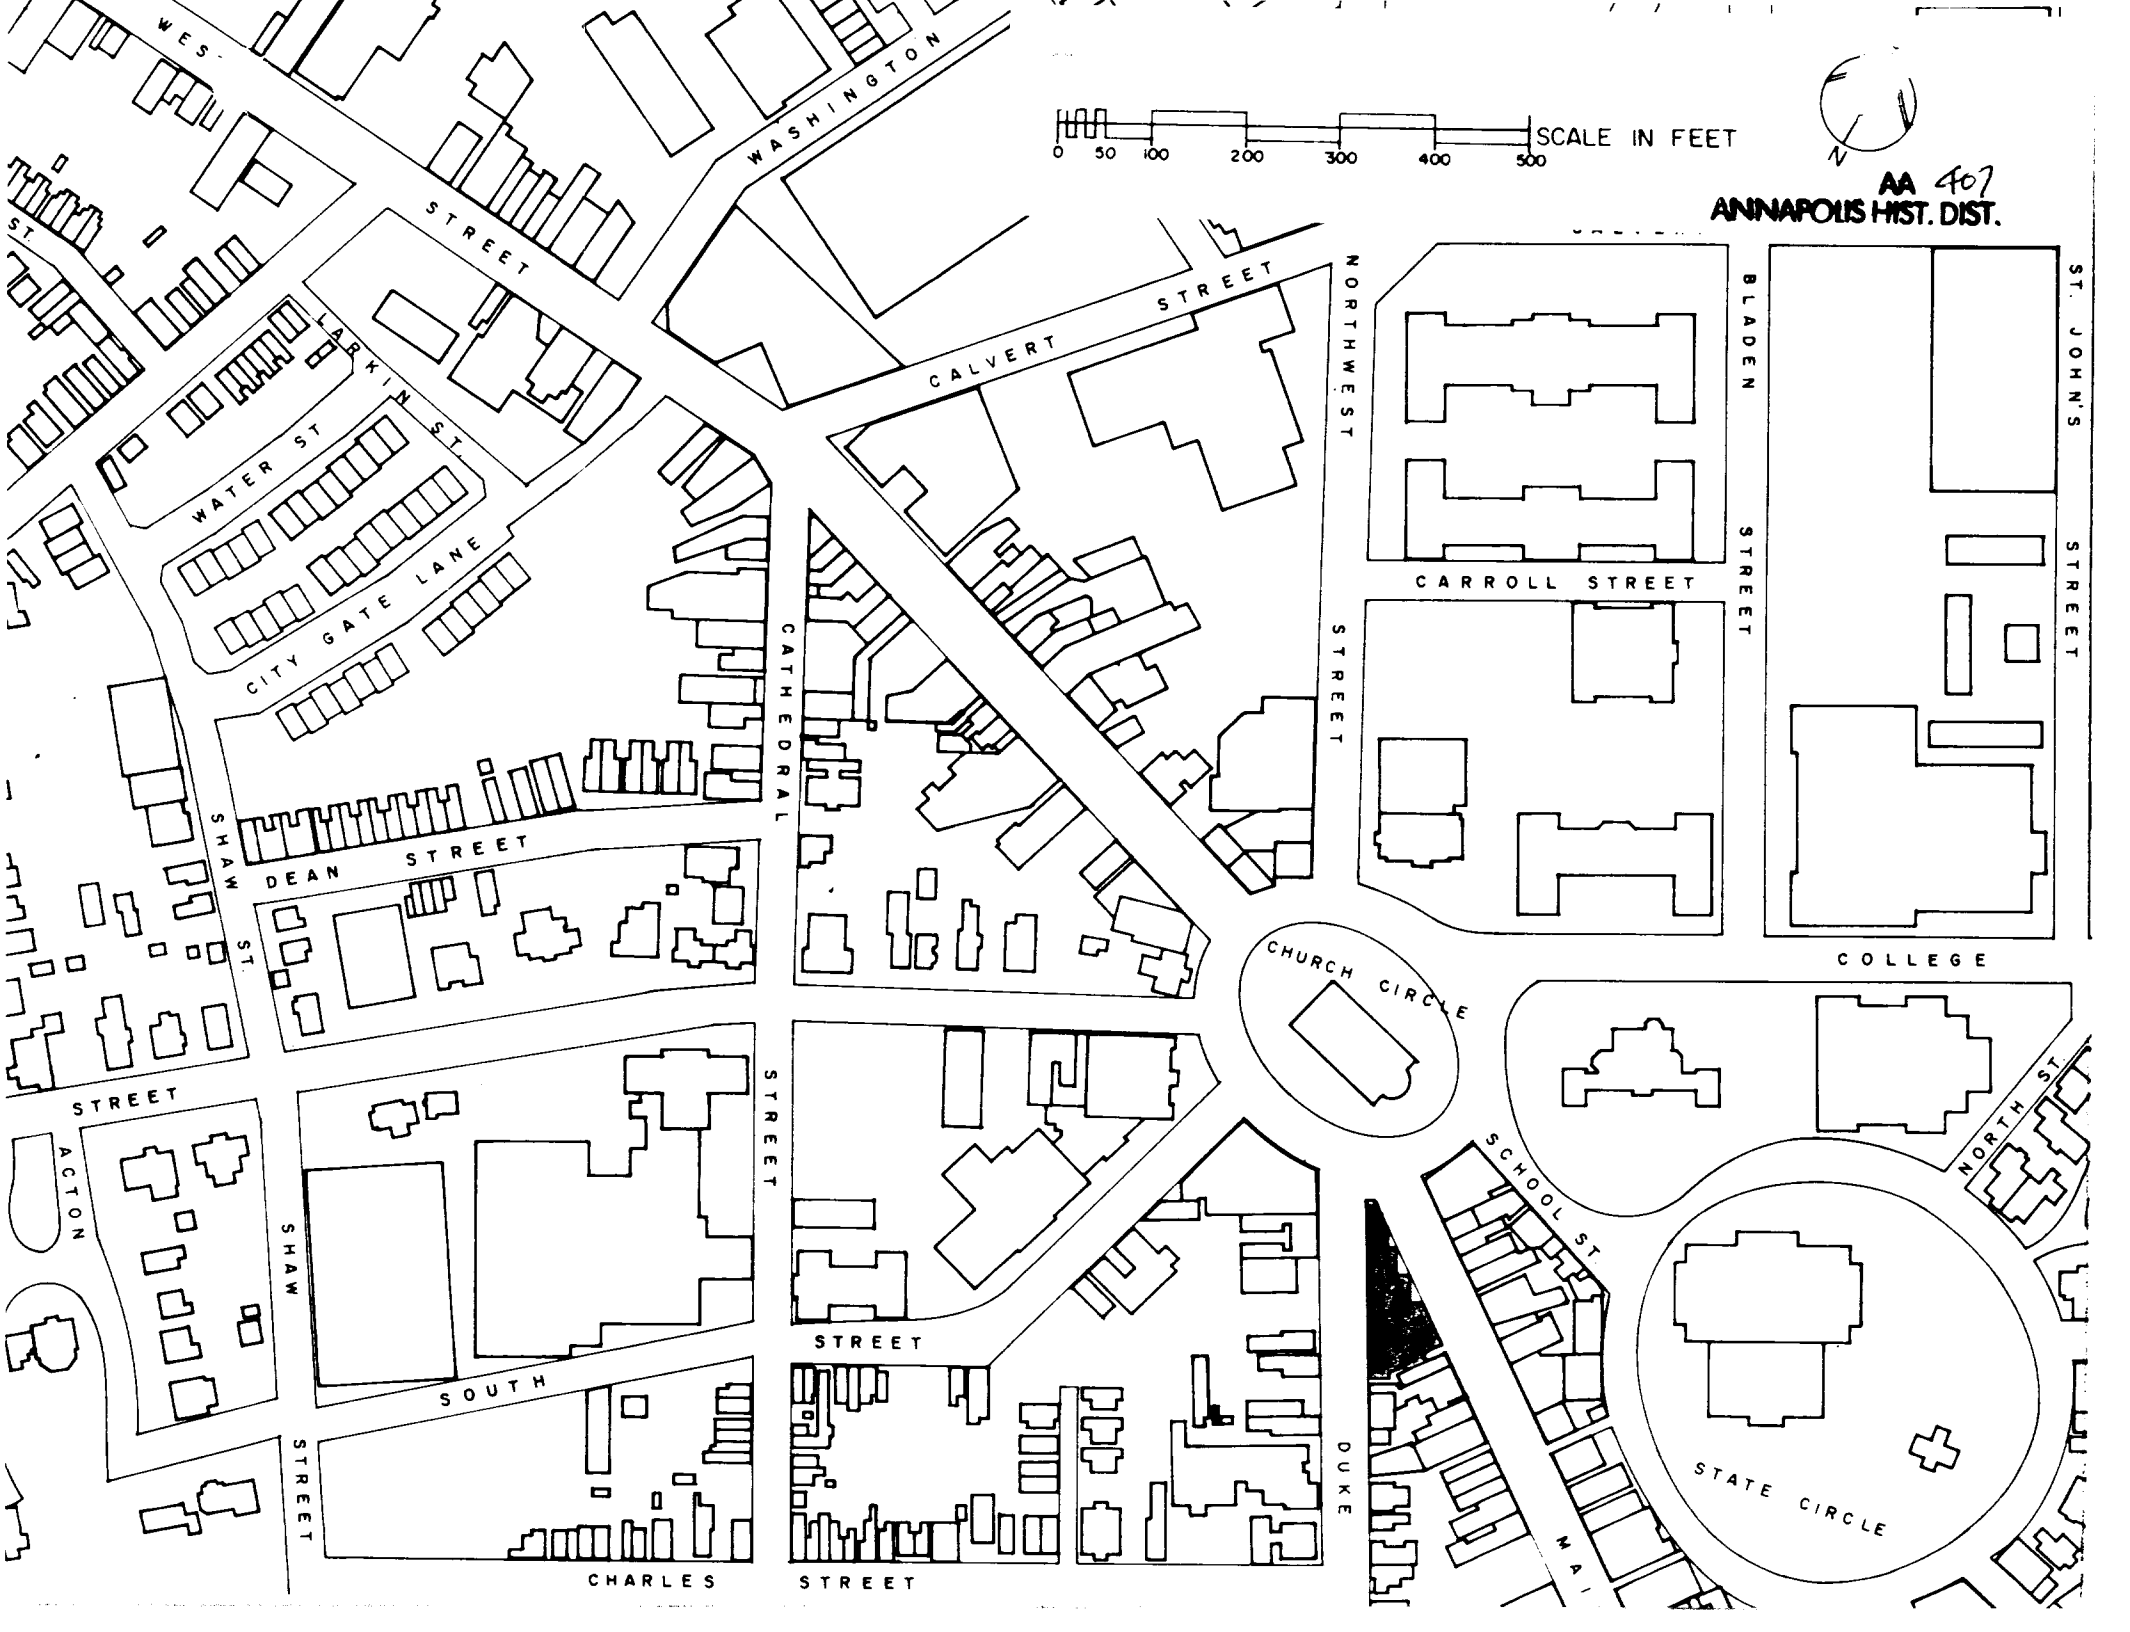 WES
WASHINGTON
0 50 100 200 300 400 500
SCALE IN FEET
N
AA 407
ANNAPOLIS HIST. DIST.
STREET
ST.
LARKIN ST.
CALVERT STREET
NORTHWEST STREET
BLADEN STREET
ST. JOHN'S STREET
WATER ST
CITY GATE LANE
CARROLL STREET
CATHEDRAL STREET
SHAW ST.
DEAN STREET
CHURCH CIRCLE
COLLEGE
STREET
ACTON
SHAW STREET
SOUTH STREET
SCHOOL ST
NORTH ST.
STATE CIRCLE
DUKE
MAI
CHARLES STREET